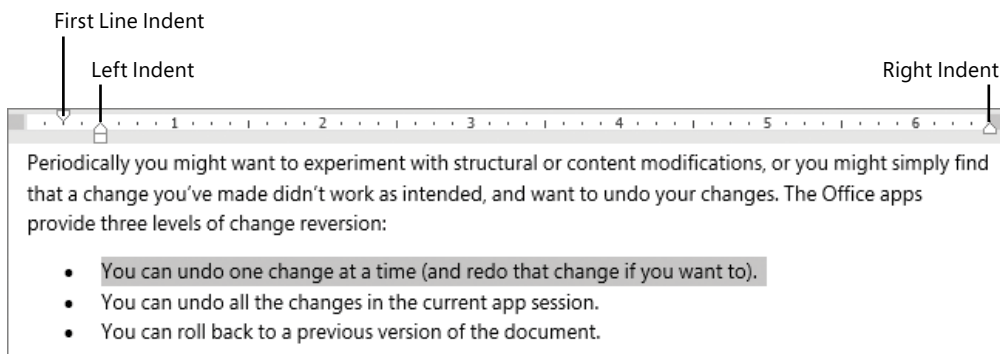 First Line Indent
Left Indent
Right Indent
1 2 3 4 5 6
Periodically you might want to experiment with structural or content modifications, or you might simply find
that a change you’ve made didn’t work as intended, and want to undo your changes. The Office apps
provide three levels of change reversion:
• You can undo one change at a time (and redo that change if you want to).
• You can undo all the changes in the current app session.
• You can roll back to a previous version of the document.